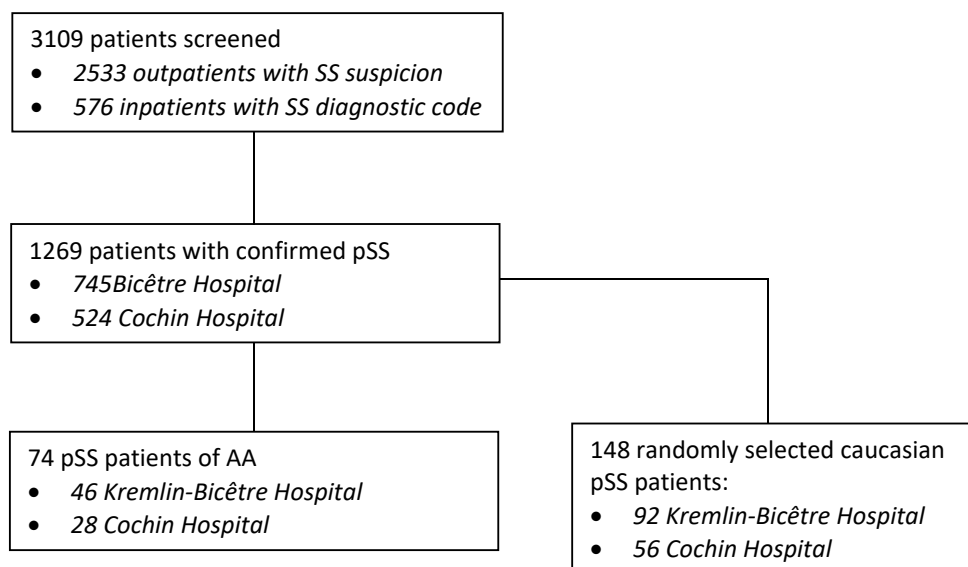 3109 patients screened
• 2533 outpatients with SS suspicion
• 576 inpatients with SS diagnostic code
1269 patients with confirmed pSS
• 745Bicêtre Hospital
• 524 Cochin Hospital
74 pSS patients of AA
• 46 Kremlin-Bicêtre Hospital
• 28 Cochin Hospital
148 randomly selected caucasian
pSS patients:
• 92 Kremlin-Bicêtre Hospital
• 56 Cochin Hospital